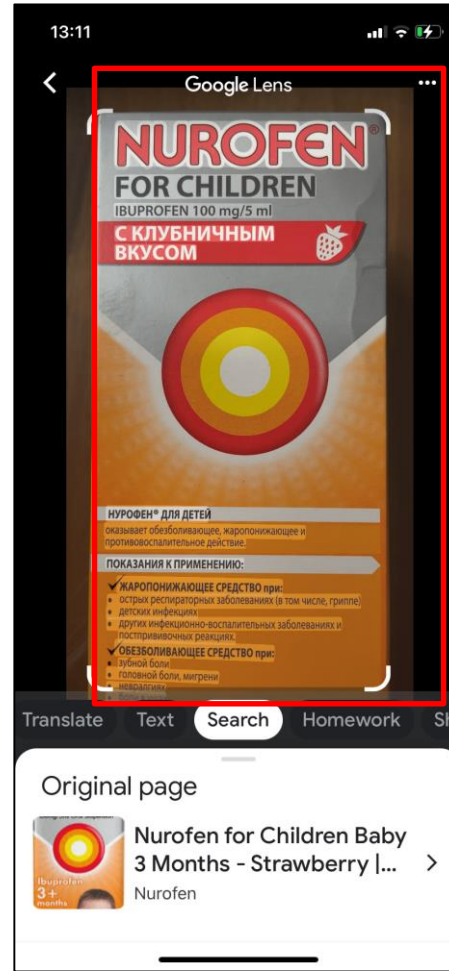 13:11
Google Lens
NUROFEN®
FOR CHILDREN
IBUPROFEN 100 mg/5 ml
С КЛУБНИЧНЫМ
ВКУСОМ
НУРОФЕН® ДЛЯ ДЕТЕЙ
оказывает обезболивающее, жаропонижающее и
противовоспалительное действие.
ПОКАЗАНИЯ К ПРИМЕНЕНИЮ:
ЖАРОПОНИЖАЮЩЕЕ СРЕДСТВО при:
• острых респираторных заболеваниях (в том числе, гриппе)
• детских инфекциях
• других инфекционно-воспалительных заболеваниях и
постпрививочных реакциях.
ОБЕЗБОЛИВАЮЩЕЕ СРЕДСТВО при:
• зубной боли
• головной боли, мигрени
• невралгиях
Translate Text Search Homework Sh
Original page
Nurofen for Children Baby
3 Months - Strawberry |...
Nurofen
Ibuprofen
3+
months